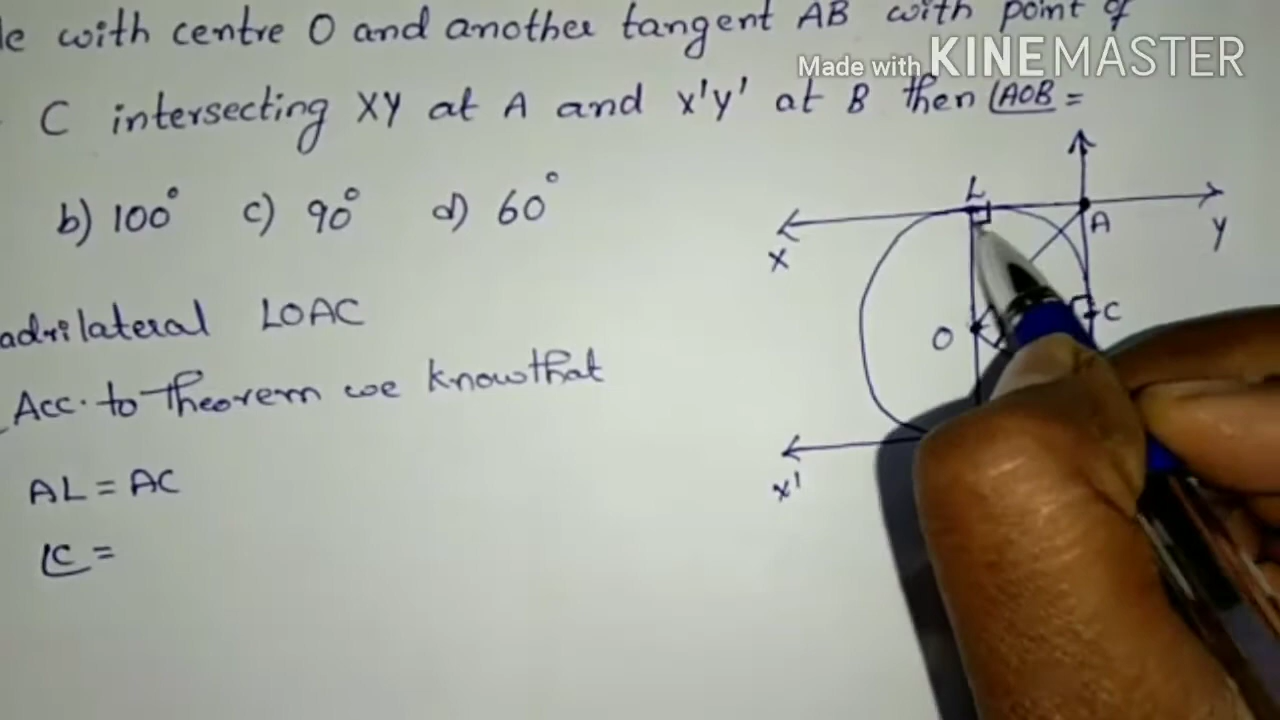 with centre O and another tangent AB with point of
Made with KINEMASTER
C intersecting XY at A and x'y' at B then ∠AOB =
b) 100° c) 90° d) 60°
L
A
X
y
C
O
x'
adrilateral LOAC
Acc. to Theorem we know that
AL = AC
∠C =